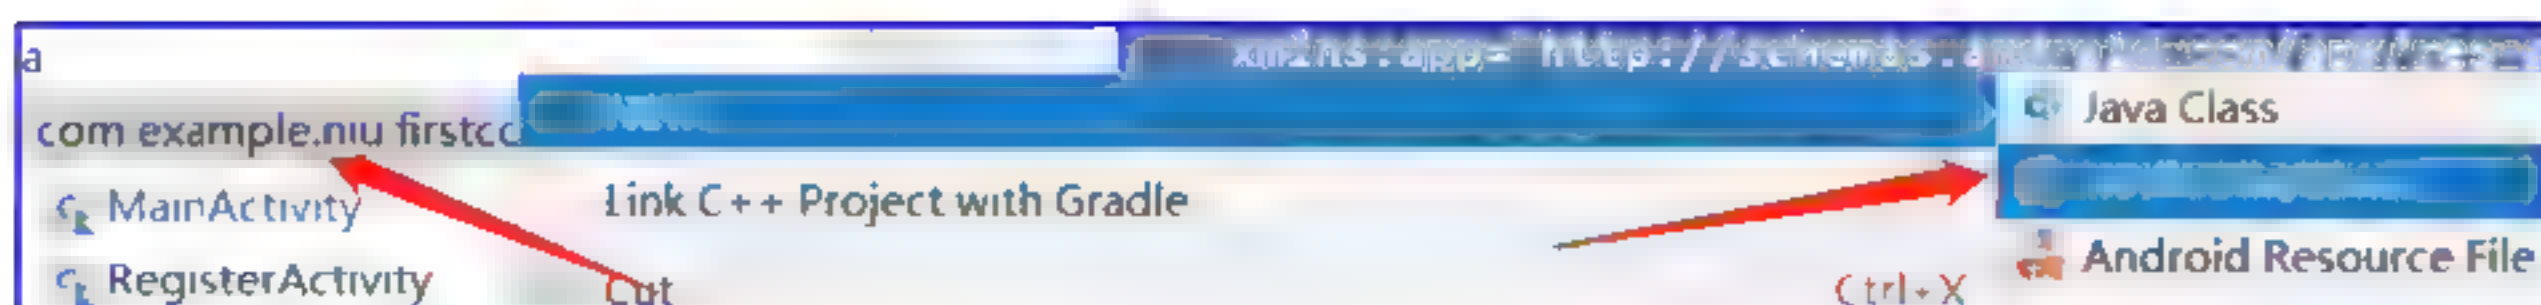 a
xmlns:app="http://schemas.
com example.niu firstco
Java Class
MainActivity
Link C++ Project with Gradle
RegisterActivity
Cut
Ctrl+X
Android Resource File